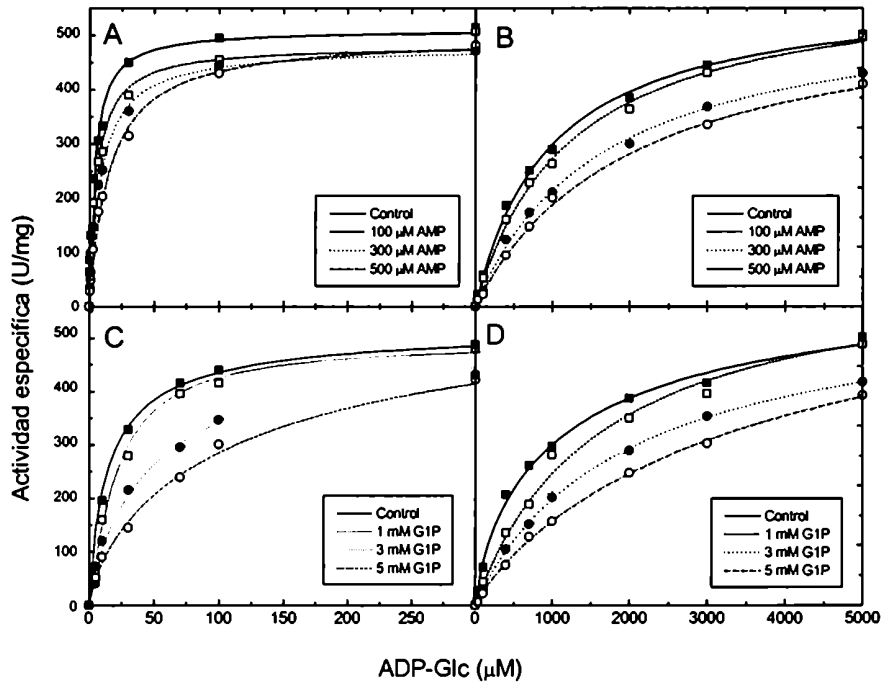 A
B
500
400
300
200
100
0
Control
100 µM AMP
300 µM AMP
500 µM AMP
Control
100 µM AMP
300 µM AMP
500 µM AMP
C
D
500
400
300
200
100
0
Control
1 mM G1P
3 mM G1P
5 mM G1P
Control
1 mM G1P
3 mM G1P
5 mM G1P
0 50 100 150 200 250 0 1000 2000 3000 4000 5000
Actividad específica (U/mg)
ADP-Glc (µM)